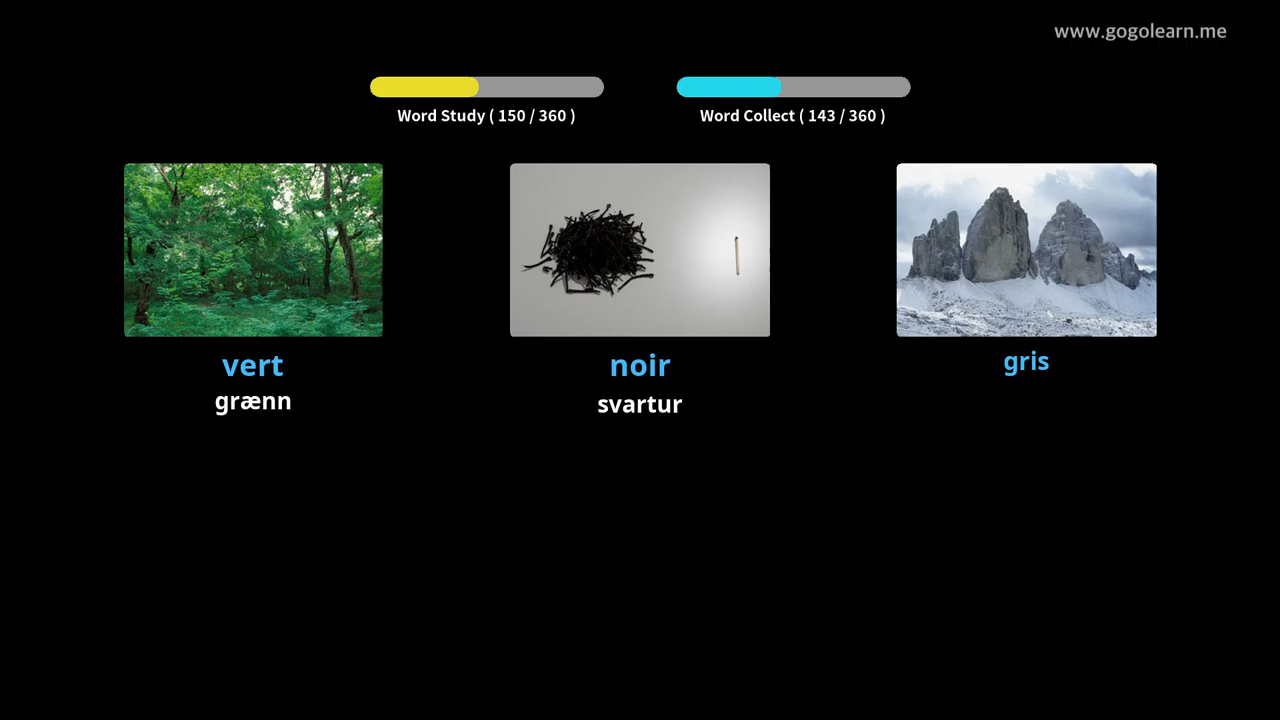 www.gogolearn.me
Word Study ( 150 / 360 )
Word Collect ( 143 / 360 )
vert
grænn
noir
svartur
gris